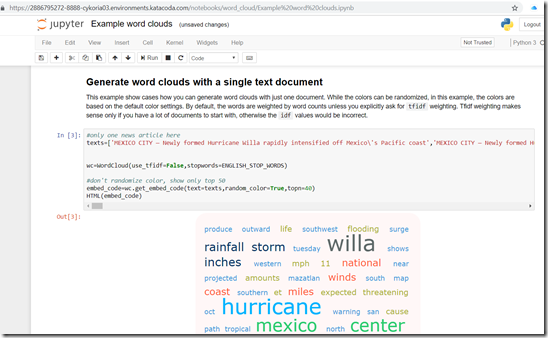 https://2886795272-8888-cykoria03.environments.katacoda.com/notebooks/word_cloud/Example%20word%20clouds.ipynb
jupyter Example word clouds (unsaved changes)
Logout
File Edit View Insert Cell Kernel Widgets Help
Not Trusted Python 3
Run Code
Generate word clouds with a single text document
This example show cases how you can generate word clouds with just one document. While the colors can be randomized, in this example, the colors are
based on the default color settings. By default, the words are weighted by word counts unless you explicitly ask for tfidf weighting. Tfidf weighting makes
sense only if you have a lot of documents to start with, otherwise the idf values would be incorrect.
In [3]:
#only one news article here
texts=['MEXICO CITY — Newly formed Hurricane Willa rapidly intensified off Mexico\'s Pacific coast','MEXICO CITY — Newly formed H
wc=WordCloud(use_tfidf=False,stopwords=ENGLISH_STOP_WORDS)
#don't randomize color, show only top 50
embed_code=wc.get_embed_code(text=texts,random_color=True,topn=40)
HTML(embed_code)
Out[3]:
produce outward life southwest flooding surge
rainfall storm tuesday willa shows
inches western mph 11 national near
projected amounts mazatlan winds south map
coast southern et miles expected threatening
oct hurricane warning san cause
path tropical mexico north center